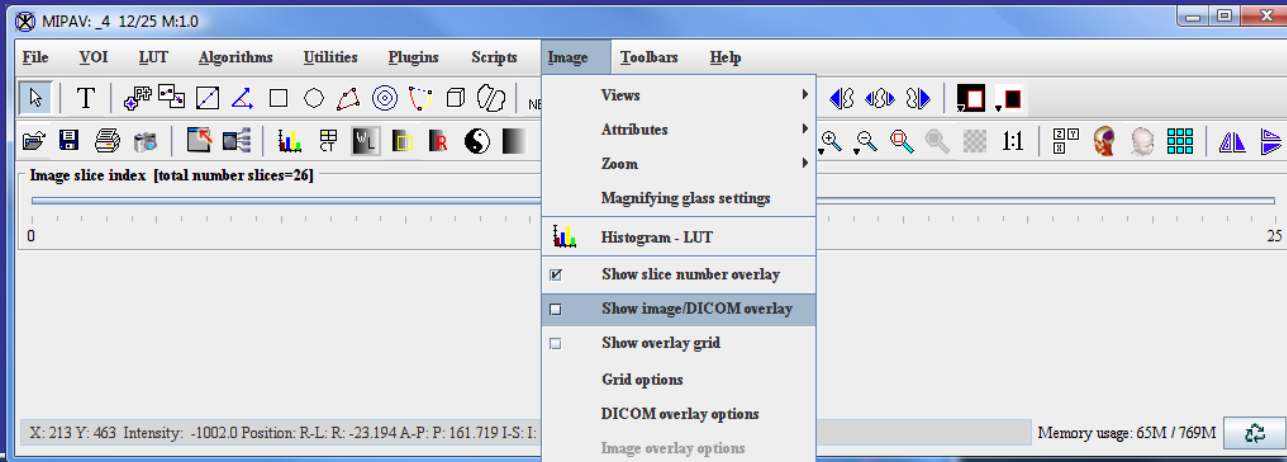 MIPAV: _4 12/25 M:1.0
File VOI LUT Algorithms Utilities Plugins Scripts Image Toolbars Help
T
W L
R
1:1
Z Y
X
Image slice index [total number slices=26]
0
25
Views
Attributes
Zoom
Magnifying glass settings
Histogram - LUT
Show slice number overlay
Show image/DICOM overlay
Show overlay grid
Grid options
DICOM overlay options
Image overlay options
X: 213 Y: 463 Intensity: -1002.0 Position: R-L: R: -23.194 A-P: P: 161.719 I-S: I:
Memory usage: 65M / 769M